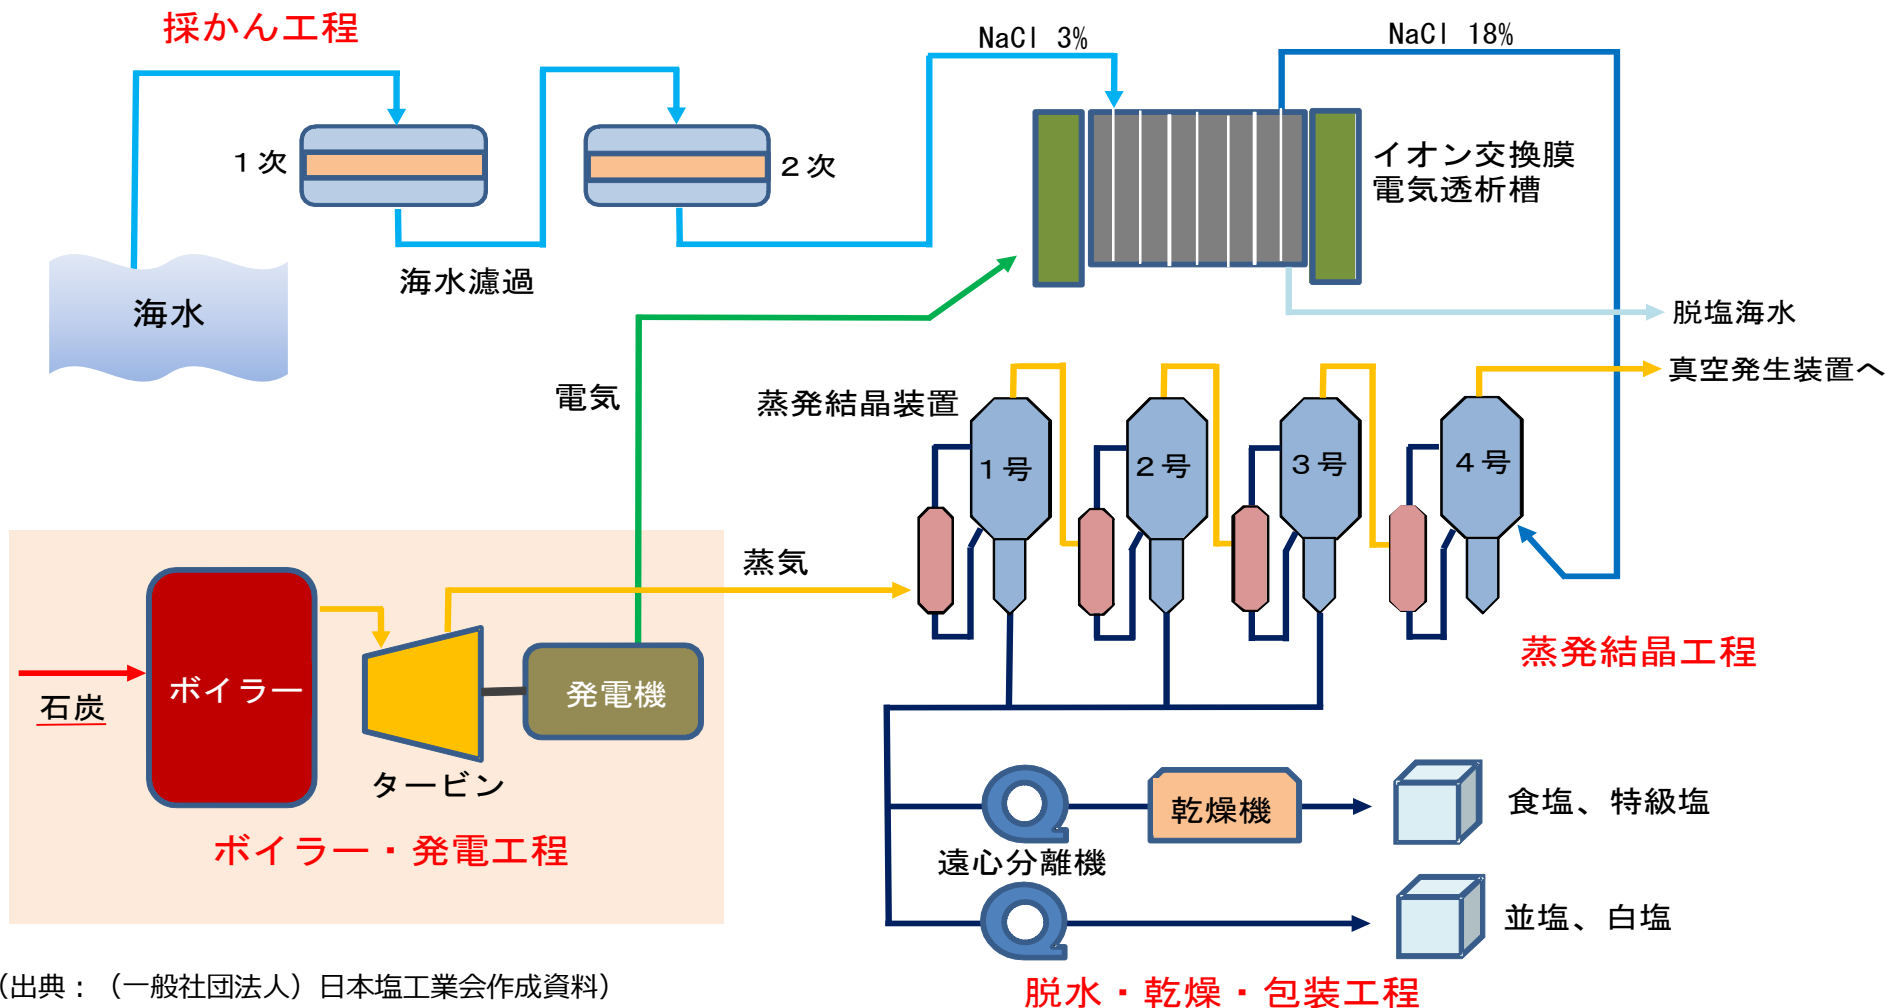 採かん工程
NaCl 3%
NaCl 18%
１次
２次
イオン交換膜
電気透析槽
海水濾過
海水
脱塩海水
真空発生装置へ
電気
蒸発結晶装置
１号
２号
３号
４号
蒸気
蒸発結晶工程
石炭
ボイラー
発電機
タービン
ボイラー・発電工程
乾燥機
食塩、特級塩
遠心分離機
並塩、白塩
脱水・乾燥・包装工程
（出典：（一般社団法人）日本塩工業会作成資料）